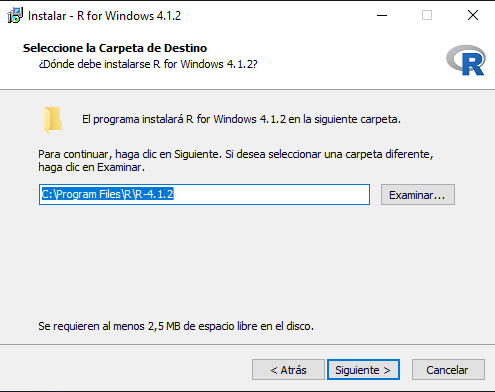 Instalar - R for Windows 4.1.2
Seleccione la Carpeta de Destino
¿Dónde debe instalarse R for Windows 4.1.2?
R
El programa instalará R for Windows 4.1.2 en la siguiente carpeta.
Para continuar, haga clic en Siguiente. Si desea seleccionar una carpeta diferente,
haga clic en Examinar.
C:\Program Files\R\R-4.1.2
Examinar...
Se requieren al menos 2,5 MB de espacio libre en el disco.
< Atrás
Siguiente >
Cancelar